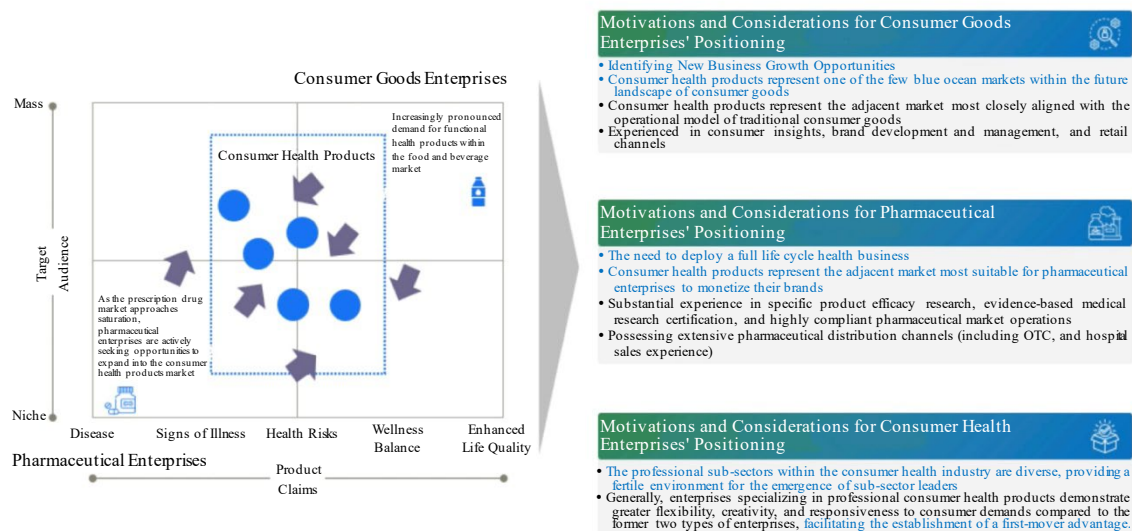 Consumer Goods Enterprises
Mass
Increasingly pronounced
demand for functional
health products within
the food and beverage
market
Consumer Health Products
Target
Audience
As the prescription drug
market approaches
saturation,
pharmaceutical
enterprises are actively
seeking opportunities to
expand into the consumer
health products market
Niche
Disease
Signs of Illness
Health Risks
Wellness
Balance
Enhanced
Life Quality
Pharmaceutical Enterprises
Product
Claims
Motivations and Considerations for Consumer Goods
Enterprises' Positioning
• Identifying New Business Growth Opportunities
• Consumer health products represent one of the few blue ocean markets within the future
landscape of consumer goods
• Consumer health products represent the adjacent market most closely aligned with the
operational model of traditional consumer goods
• Experienced in consumer insights, brand development and management, and retail
channels
Motivations and Considerations for Pharmaceutical
Enterprises' Positioning
• The need to deploy a full life cycle health business
• Consumer health products represent the adjacent market most suitable for pharmaceutical
enterprises to monetize their brands
• Substantial experience in specific product efficacy research, evidence-based medical
research certification, and highly compliant pharmaceutical market operations
• Possessing extensive pharmaceutical distribution channels (including OTC, and hospital
sales experience)
Motivations and Considerations for Consumer Health
Enterprises' Positioning
• The professional sub-sectors within the consumer health industry are diverse, providing a
fertile environment for the emergence of sub-sector leaders
• Generally, enterprises specializing in professional consumer health products demonstrate
greater flexibility, creativity, and responsiveness to consumer demands compared to the
former two types of enterprises, facilitating the establishment of a first-mover advantage.